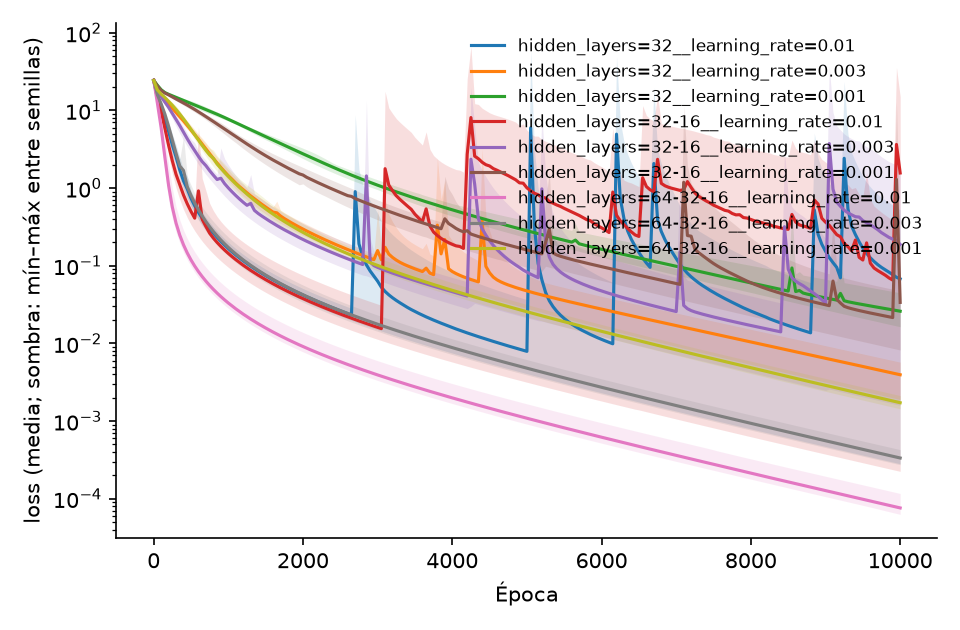 loss (media; sombra: mín–máx entre semillas)
10²
10¹
10⁰
10⁻¹
10⁻²
10⁻³
10⁻⁴
hidden_layers=32__learning_rate=0.01
hidden_layers=32__learning_rate=0.003
hidden_layers=32__learning_rate=0.001
hidden_layers=32-16__learning_rate=0.01
hidden_layers=32-16__learning_rate=0.003
hidden_layers=32-16__learning_rate=0.001
hidden_layers=64-32-16__learning_rate=0.01
hidden_layers=64-32-16__learning_rate=0.003
hidden_layers=64-32-16__learning_rate=0.001
0 2000 4000 6000 8000 10000
Época